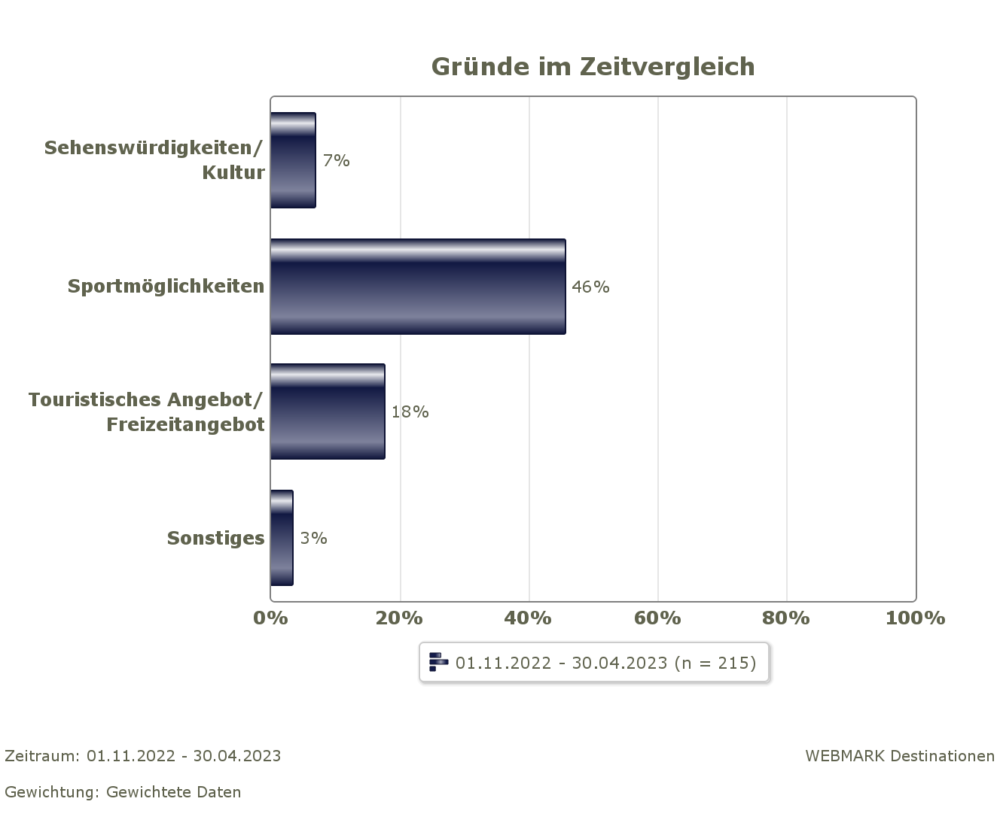 Gründe im Zeitvergleich
Sehenswürdigkeiten/
Kultur
7%
Sportmöglichkeiten
46%
Touristisches Angebot/
Freizeitangebot
18%
Sonstiges
3%
0% 20% 40% 60% 80% 100%
01.11.2022 - 30.04.2023 (n = 215)
Zeitraum: 01.11.2022 - 30.04.2023
WEBMARK Destinationen
Gewichtung: Gewichtete Daten